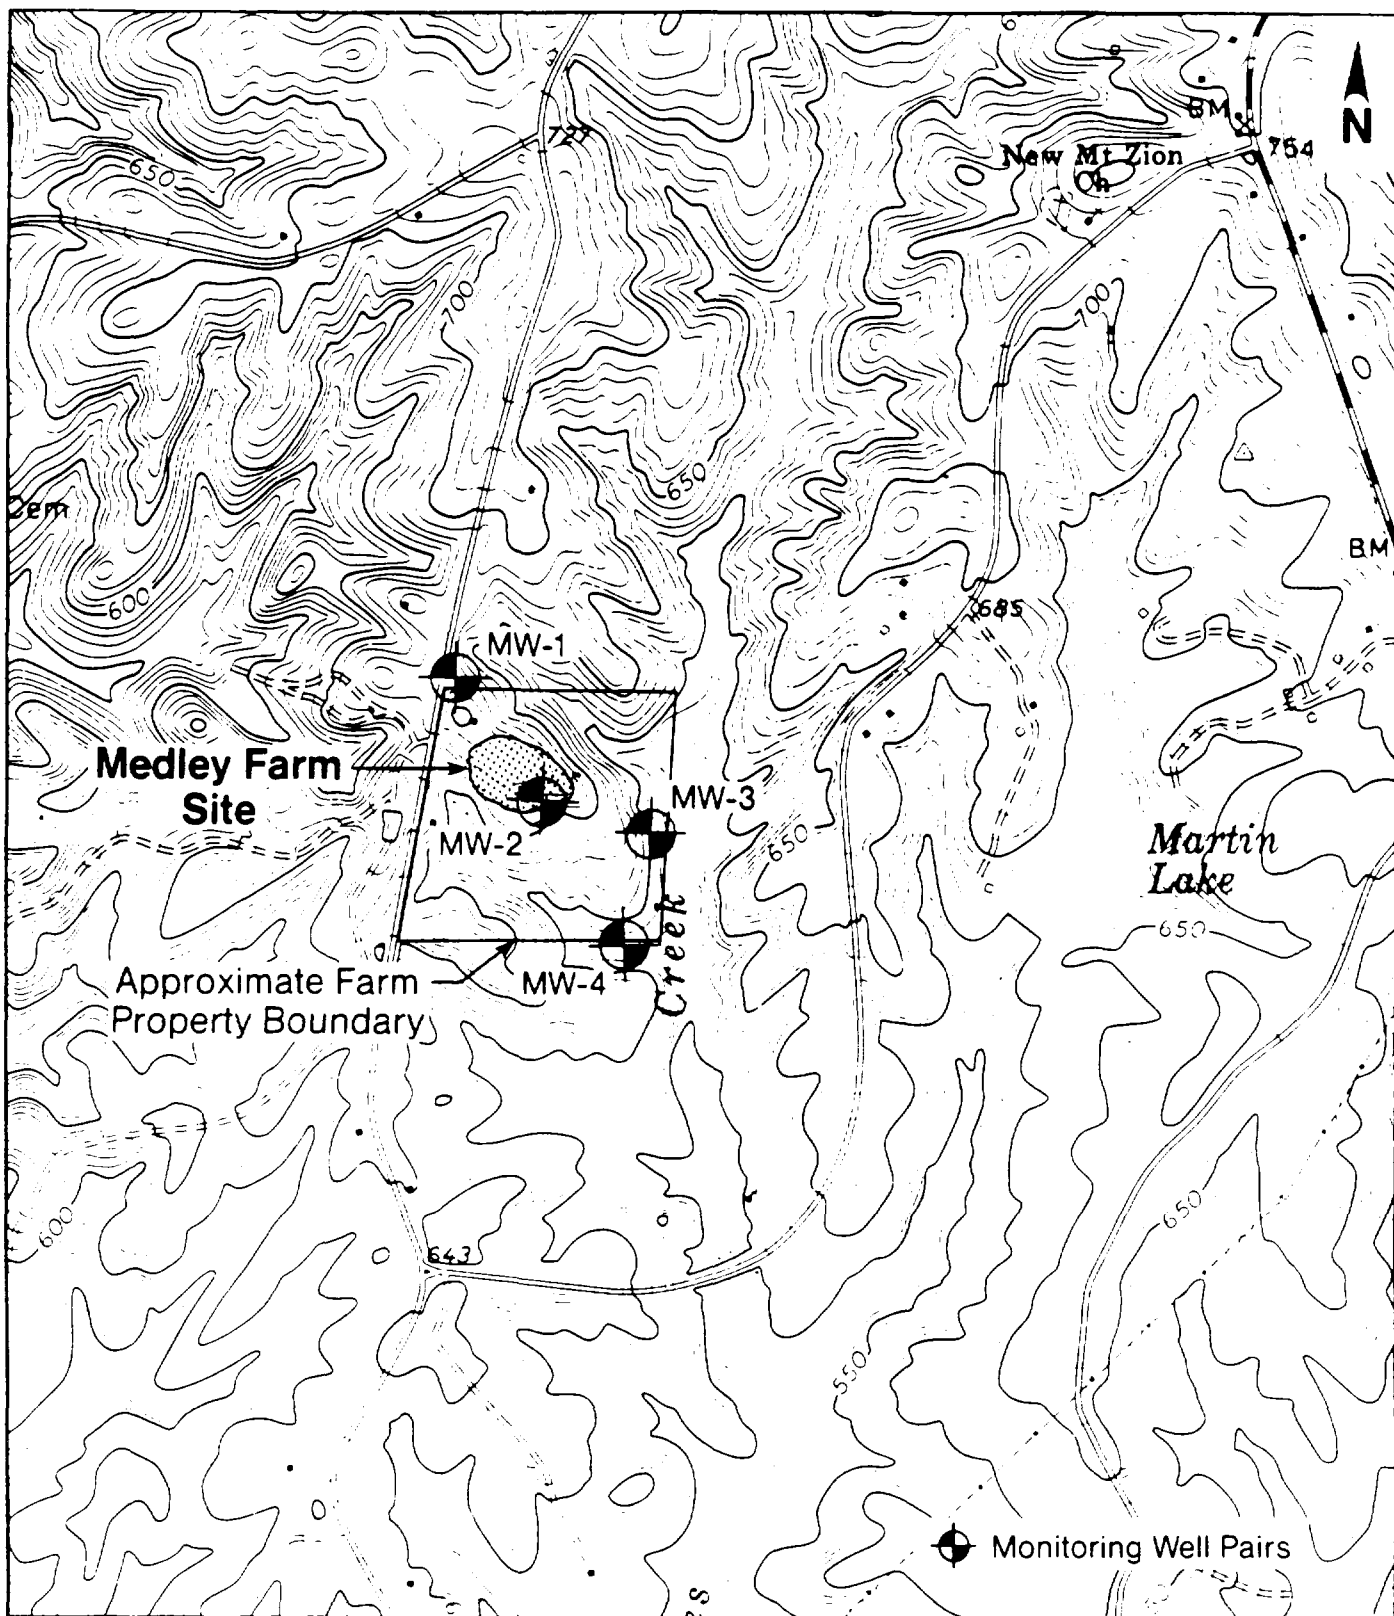 BM
N
727
New Mt Zion
Ch
754
650
700
700
650
Cem
BM
600
685
MW-1
Medley Farm
Site
MW-3
MW-2
650
Martin
Lake
Creek
650
Approximate Farm
Property Boundary
MW-4
600
650
643
550
Monitoring Well Pairs